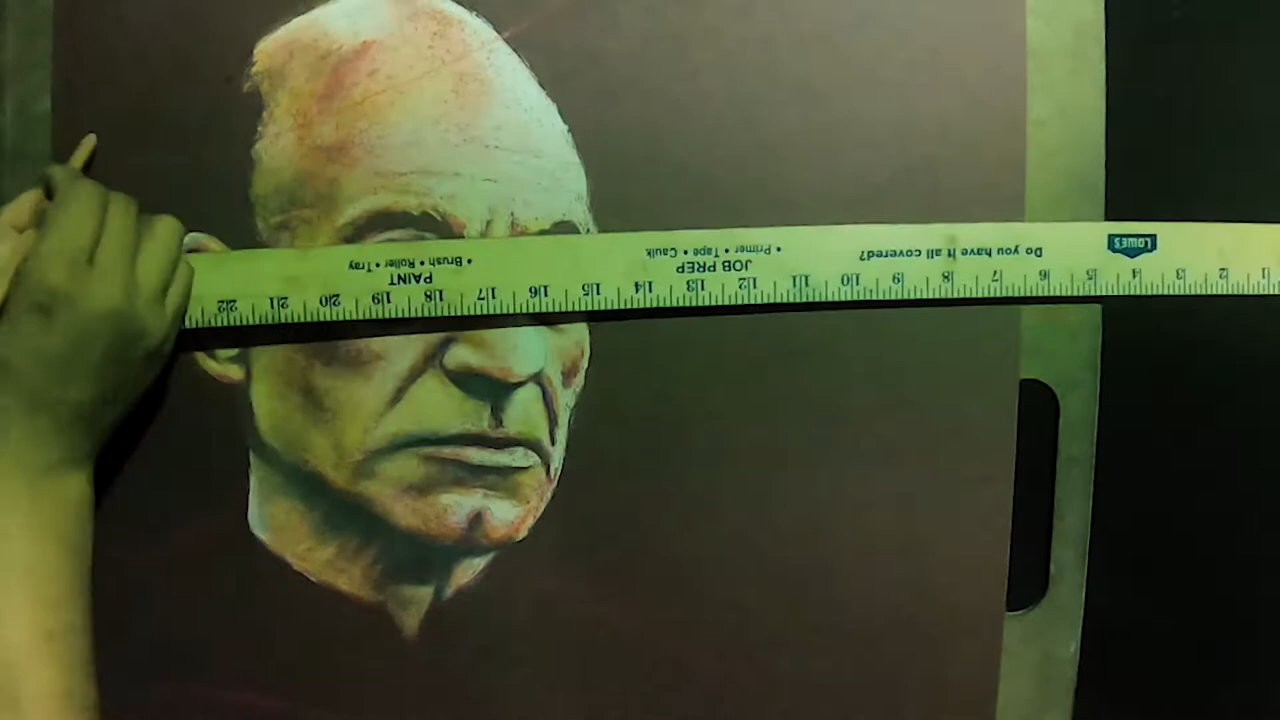 LOWE'S
Do you have it all covered?
JOB PREP
• Primer • Tape • Caulk
PAINT
• Brush • Roller Tray
1 2 3 4 5 6 7 8 9 10 11 12 13 14 15 16 17 18 19 20 21 22